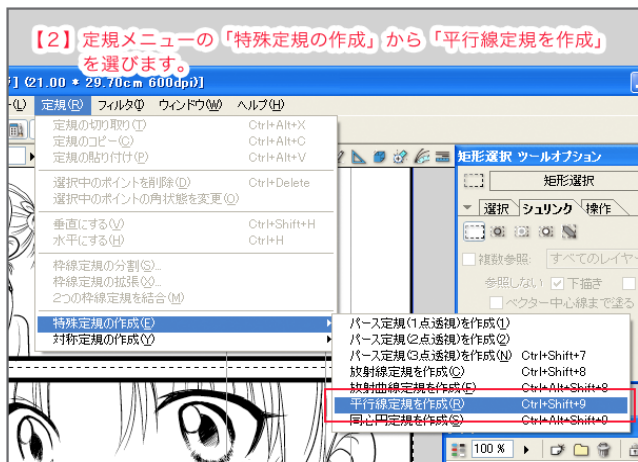 【2】定規メニューの「特殊定規の作成」から「平行線定規を作成」
を選びます。
] (21.00 * 29.70cm 600dpi)]
(L) 定規(R) フィルタ(I) ウィンドウ(W) ヘルプ(H)
定規の切り取り(T) Ctrl+Alt+X
定規のコピー(C) Ctrl+Alt+C
定規の貼り付け(P) Ctrl+Alt+V
選択中のポイントを削除(D) Ctrl+Delete
選択中のポイントの角状態を変更(O)
垂直にする(V) Ctrl+Shift+H
水平にする(H) Ctrl+H
枠線定規の分割(S)...
枠線定規の拡張(X)...
2つの枠線定規を結合(M)
特殊定規の作成(E)
対称定規の作成(Y)
パース定規(1点透視)を作成(1)
パース定規(2点透視)を作成(2)
パース定規(3点透視)を作成(N) Ctrl+Shift+7
放射線定規を作成(C) Ctrl+Shift+8
放射曲線定規を作成(E) Ctrl+Alt+Shift+8
平行線定規を作成(R) Ctrl+Shift+9
同心円定規を作成(S) Ctrl+Alt+Shift+9
矩形選択 ツールオプション
矩形選択
選択 シュリンク 操作
複数参照: すべてのレイヤー
参照しない 下描き
ベクター中心線まで塗る
100 %